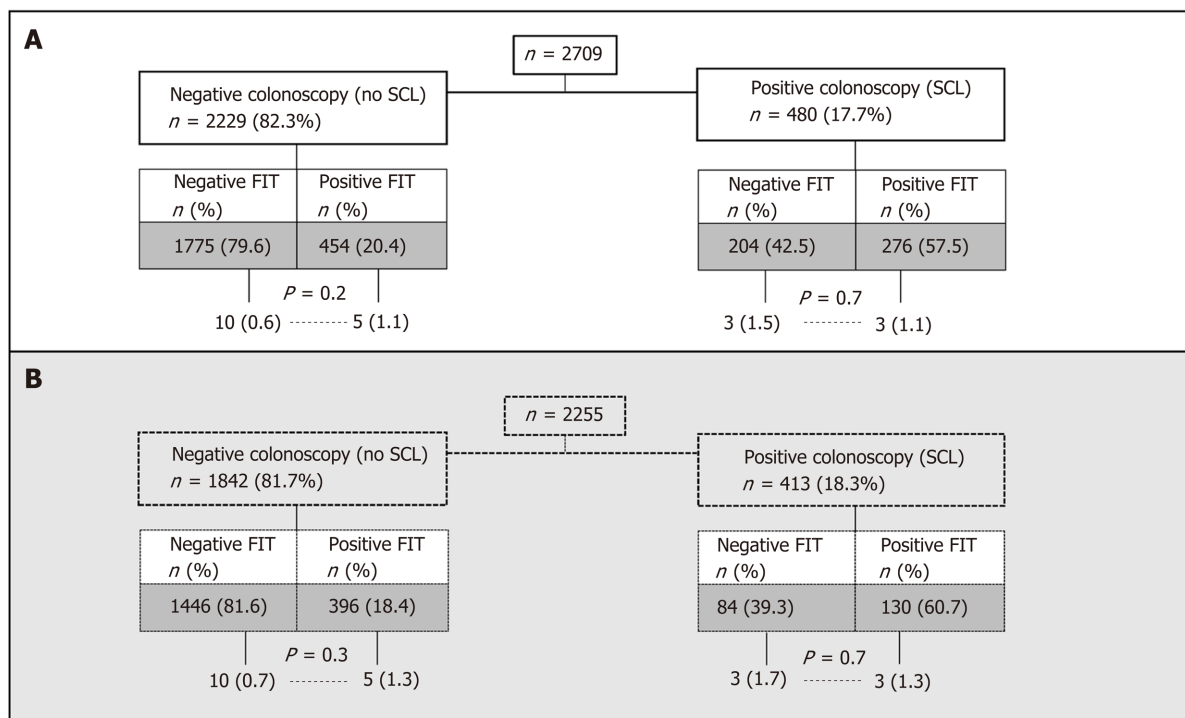 A
n = 2709
Negative colonoscopy (no SCL)
n = 2229 (82.3%)
Positive colonoscopy (SCL)
n = 480 (17.7%)
Negative FIT
n (%)
Positive FIT
n (%)
Negative FIT
n (%)
Positive FIT
n (%)
1775 (79.6)
454 (20.4)
204 (42.5)
276 (57.5)
P = 0.2
P = 0.7
10 (0.6)
5 (1.1)
3 (1.5)
3 (1.1)
B
n = 2255
Negative colonoscopy (no SCL)
n = 1842 (81.7%)
Positive colonoscopy (SCL)
n = 413 (18.3%)
Negative FIT
n (%)
Positive FIT
n (%)
Negative FIT
n (%)
Positive FIT
n (%)
1446 (81.6)
396 (18.4)
84 (39.3)
130 (60.7)
P = 0.3
P = 0.7
10 (0.7)
5 (1.3)
3 (1.7)
3 (1.3)